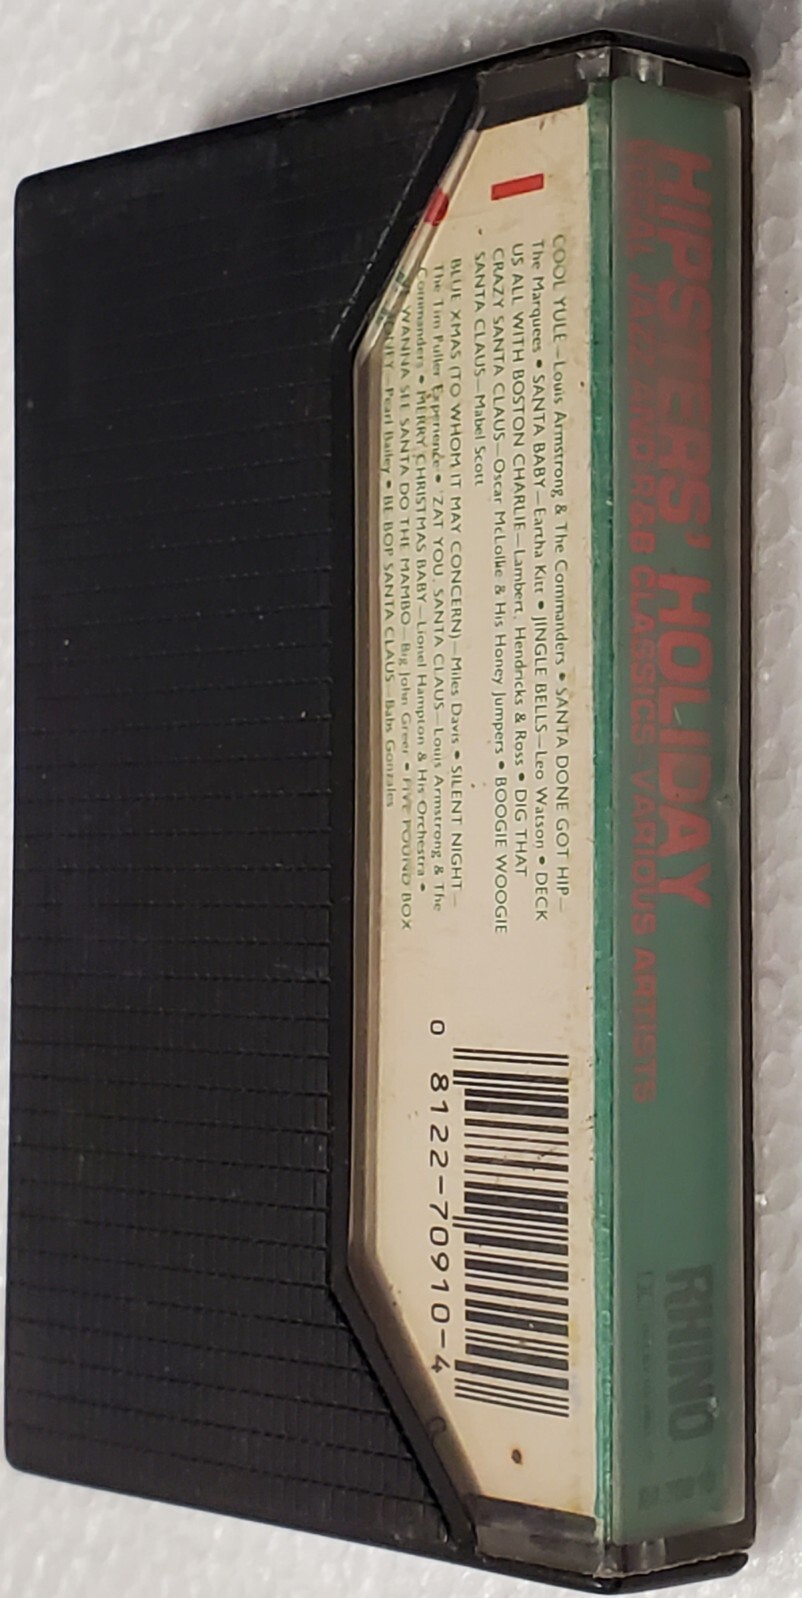 HIPSTERS' HOLIDAY
VOCAL JAZZ AND R&B CLASSICS–VARIOUS ARTISTS
RHINO
COOL YULE—Louis Armstrong & The Commanders • SANTA DONE GOT HIP—
The Marquees • SANTA BABY—Eartha Kitt • JINGLE BELLS—Leo Watson • DECK
US ALL WITH BOSTON CHARLIE—Lambert, Hendricks & Ross • DIG THAT
CRAZY SANTA CLAUS—Oscar McLollie & His Honey Jumpers • BOOGIE WOOGIE
SANTA CLAUS—Mabel Scott
BLUE XMAS (TO WHOM IT MAY CONCERN)—Miles Davis • SILENT NIGHT—
The Tim Fuller Experience • 'ZAT YOU, SANTA CLAUS—Louis Armstrong & The
Commanders • MERRY CHRISTMAS BABY—Lionel Hampton & His Orchestra •
WANNA SEE SANTA DO THE MAMBO—Big John Greer • FIVE POUND BOX
MONEY—Pearl Bailey • BE-BOP SANTA CLAUS—Babs Gonzales
0 8122-70910-4